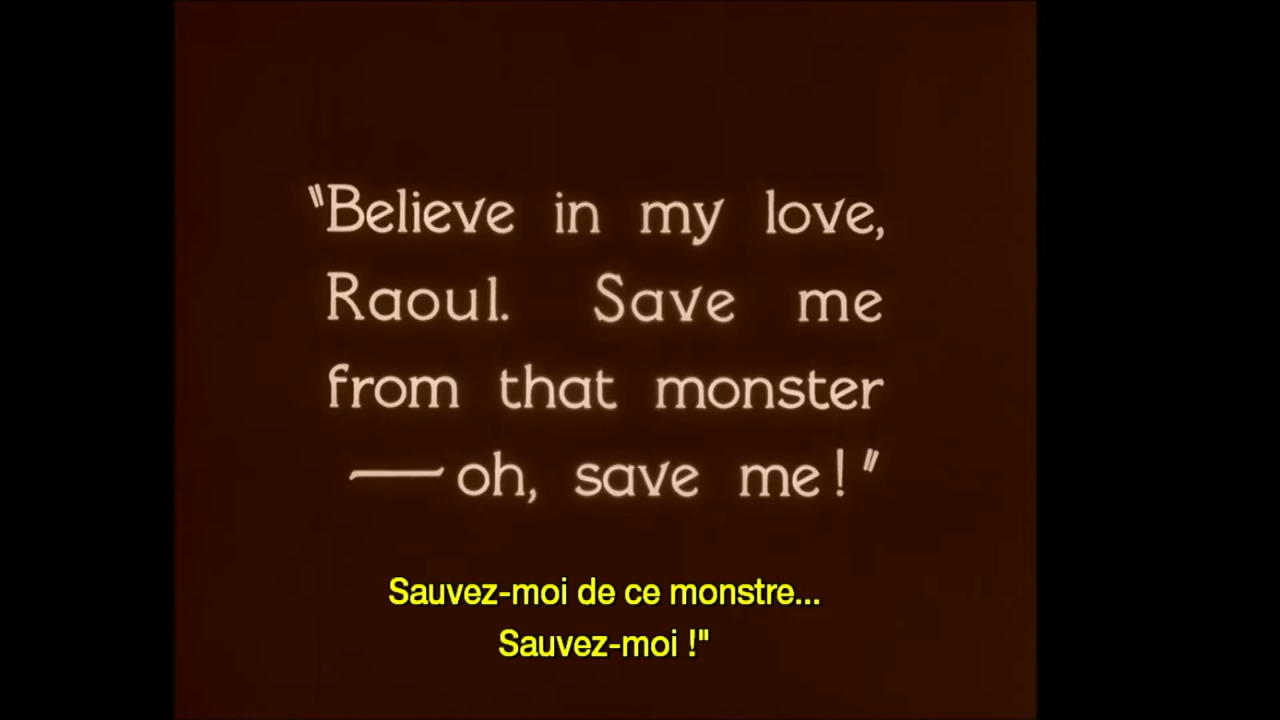 "Believe in my love,
Raoul. Save me
from that monster
—oh, save me!"
Sauvez-moi de ce monstre...
Sauvez-moi !"